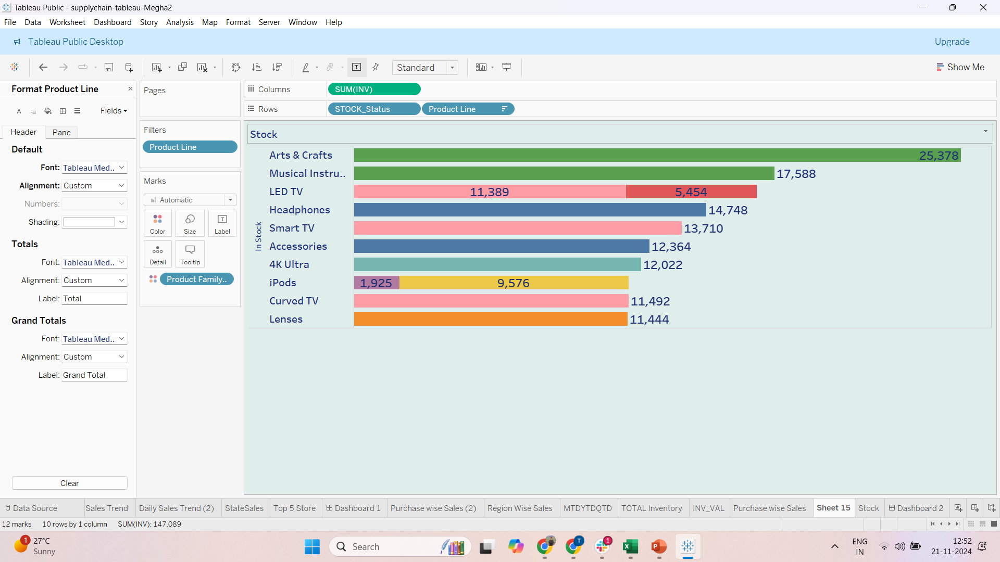 Tableau Public - supplychain-tableau-Megha2
File Data Worksheet Dashboard Story Analysis Map Format Server Window Help
Tableau Public Desktop
Upgrade
Standard
Show Me
Format Product Line
Fields
Header
Pane
Default
Font: Tableau Med..
Alignment: Custom
Numbers:
Shading:
Totals
Font: Tableau Med..
Alignment: Custom
Label: Total
Grand Totals
Font: Tableau Med..
Alignment: Custom
Label: Grand Total
Clear
Pages
Filters
Product Line
Marks
Automatic
Color
Size
Label
Detail
Tooltip
Product Family..
Columns
SUM(INV)
Rows
STOCK_Status
Product Line
Stock
In Stock
Arts & Crafts 25,378
Musical Instru.. 17,588
LED TV 11,389 5,454
Headphones 14,748
Smart TV 13,710
Accessories 12,364
4K Ultra 12,022
iPods 1,925 9,576
Curved TV 11,492
Lenses 11,444
Data Source Sales Trend Daily Sales Trend (2) StateSales Top 5 Store Dashboard 1 Purchase wise Sales (2) Region Wise Sales MTDYTDQTD TOTAL Inventory INV_VAL Purchase wise Sales Sheet 15 Stock Dashboard 2
12 marks 10 rows by 1 column SUM(INV): 147,089
1
27°C
Sunny
Search
T
1
ENG
IN
12:52
21-11-2024